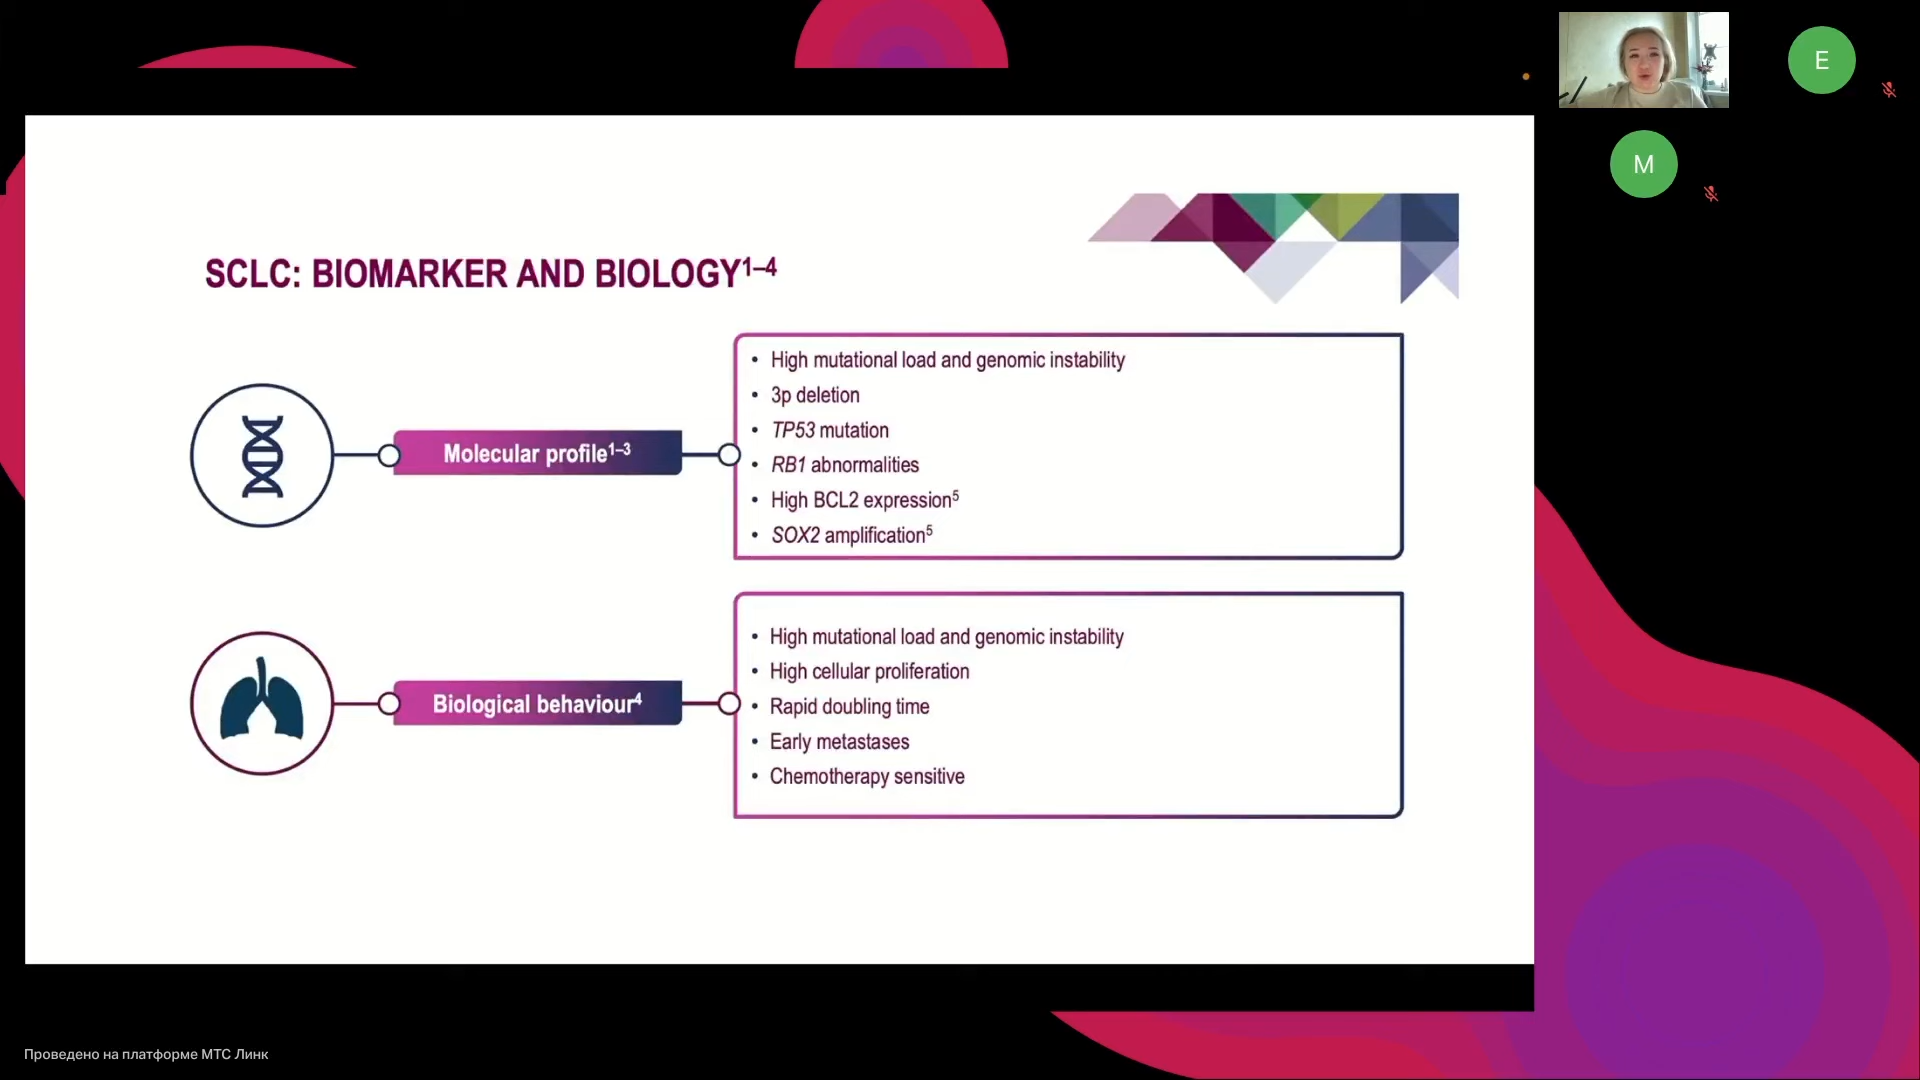 E
M
SCLC: BIOMARKER AND BIOLOGY¹⁻⁴
Molecular profile¹⁻³
• High mutational load and genomic instability
• 3p deletion
• TP53 mutation
• RB1 abnormalities
• High BCL2 expression⁵
• SOX2 amplification⁵
Biological behaviour⁴
• High mutational load and genomic instability
• High cellular proliferation
• Rapid doubling time
• Early metastases
• Chemotherapy sensitive
Проведено на платформе МТС Линк